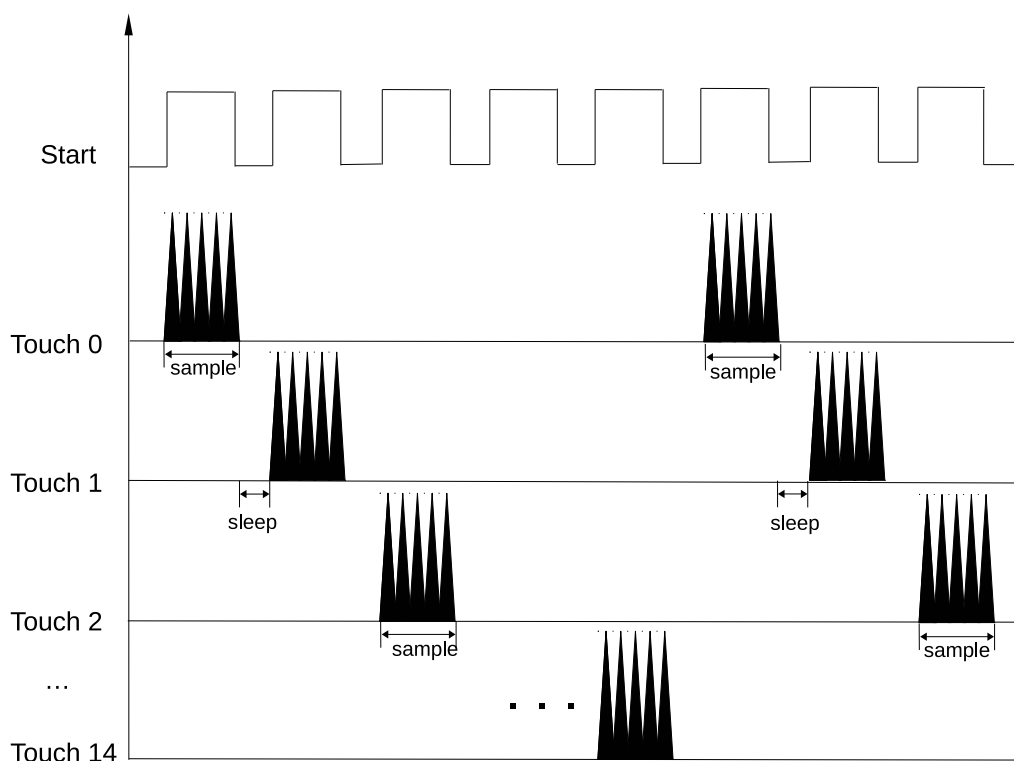 Start
Touch 0
sample
sample
Touch 1
sleep
sleep
Touch 2
sample
sample
...
. . .
Touch 14